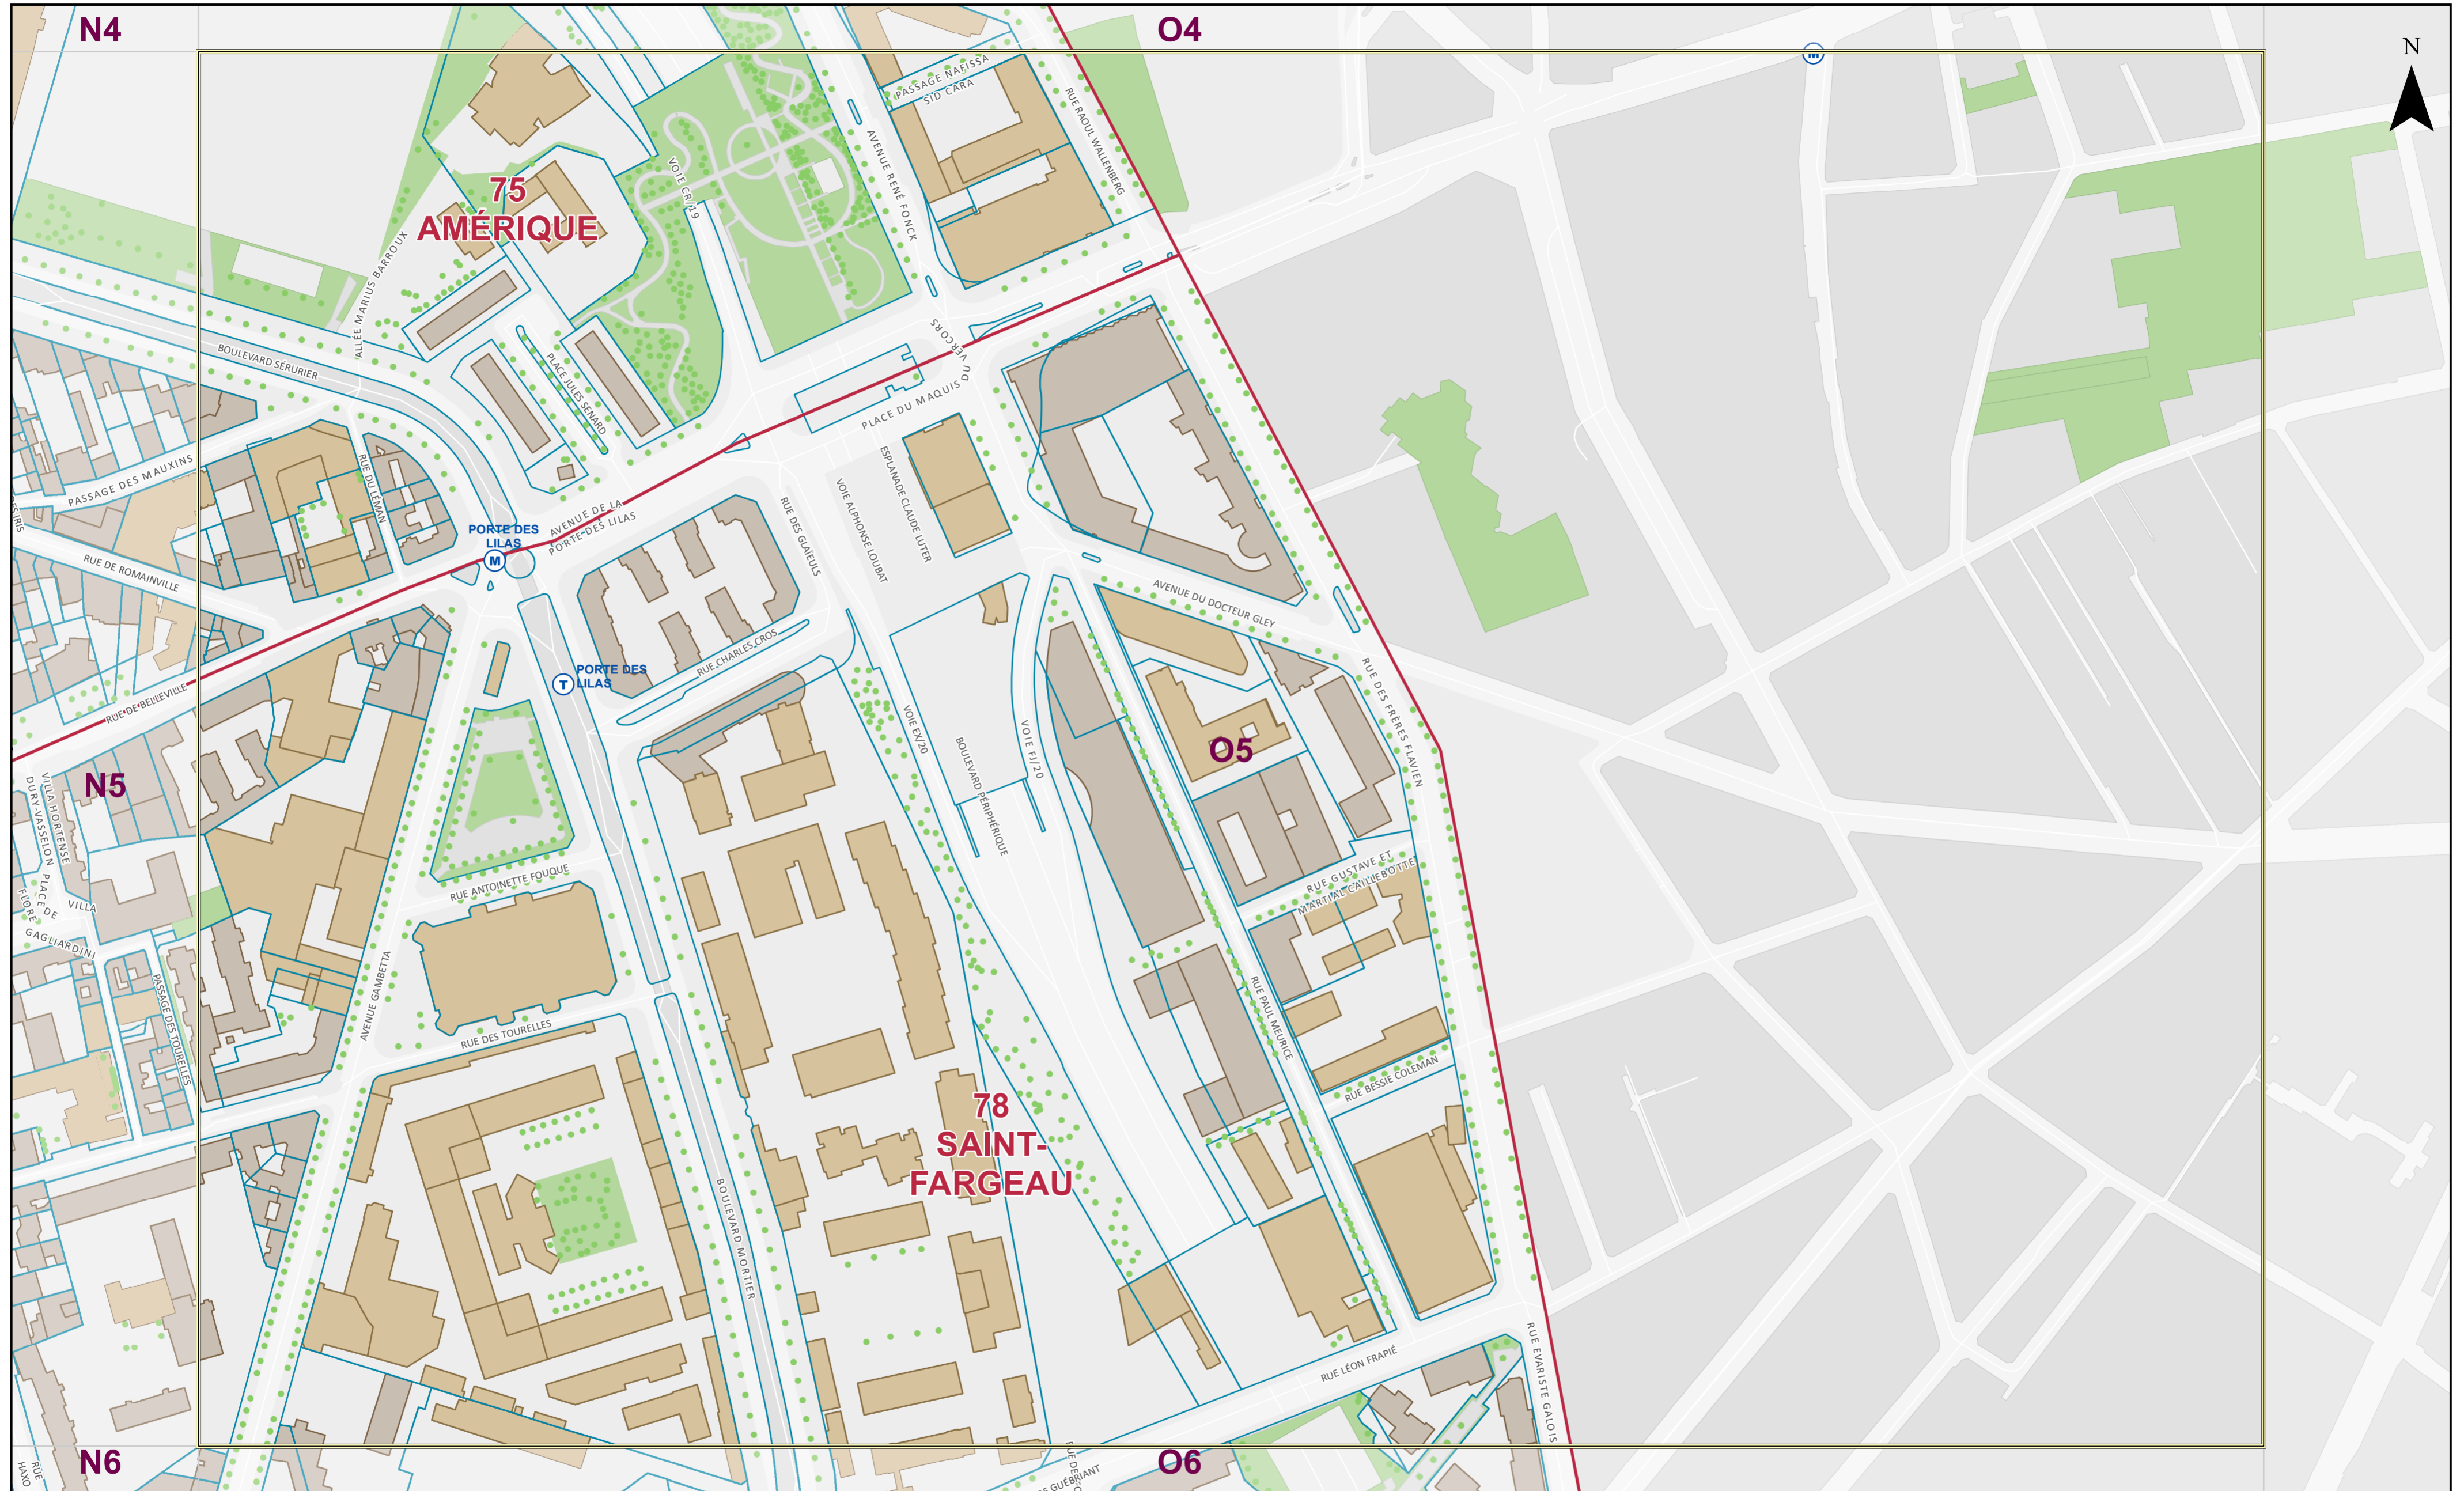 N4
O4
N
PASSAGE NAFISSA
SID CARA
RUE RAOUL WALLENBERG
AVENUE RENÉ FONCK
VOIE CR/19
75
AMÉRIQUE
ALLÉE MARIUS BARROUX
BOULEVARD SÉRURIER
PLACE JULES SENARD
PLACE DU MAQUIS DU VERCORS
PASSAGE DES MAUXINS
RUE DU LÉMAN
ESPLANADE CLAUDE LUTER
VOIE ALPHONSE LOUBAT
RUE DES GLAÏEULS
AVENUE DE LA
PORTE DES LILAS
PORTE DES
LILAS
M
M
RUE DE ROMAINVILLE
AVENUE DU DOCTEUR GLEY
RUE CHARLES CROS
PORTE DES
LILAS
T
RUE DE BELLEVILLE
RUE DES FRÈRES FLAVIEN
VOIE EX/20
VOIE FJ/20
BOULEVARD PÉRIPHÉRIQUE
O5
N5
VILLA HORTENSE
DURY-VASSELON
PLACE DE
FLORE
VILLA
GAGLIARDINI
RUE GUSTAVE ET
MARTIAL CAILLEBOTTE
RUE ANTOINETTE FOUQUE
AVENUE GAMBETTA
PASSAGE DES TOURELLES
RUE DES TOURELLES
RUE PAUL MEURICE
RUE BESSIE COLEMAN
78
SAINT-
FARGEAU
BOULEVARD MORTIER
RUE LÉON FRAPIÉ
RUE EVARISTE GALOIS
N6
O6
RUE
HAXO
GUÉBRIANT